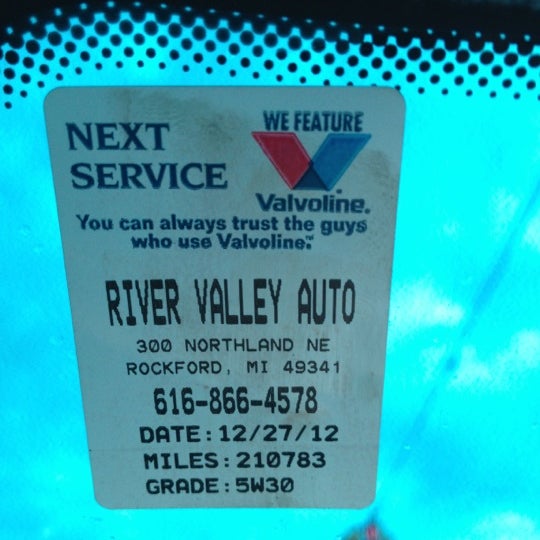 NEXT
SERVICE
WE FEATURE
Valvoline.
You can always trust the guys
who use Valvoline.™
RIVER VALLEY AUTO
300 NORTHLAND NE
ROCKFORD, MI 49341
616-866-4578
DATE:12/27/12
MILES:210783
GRADE:5W30